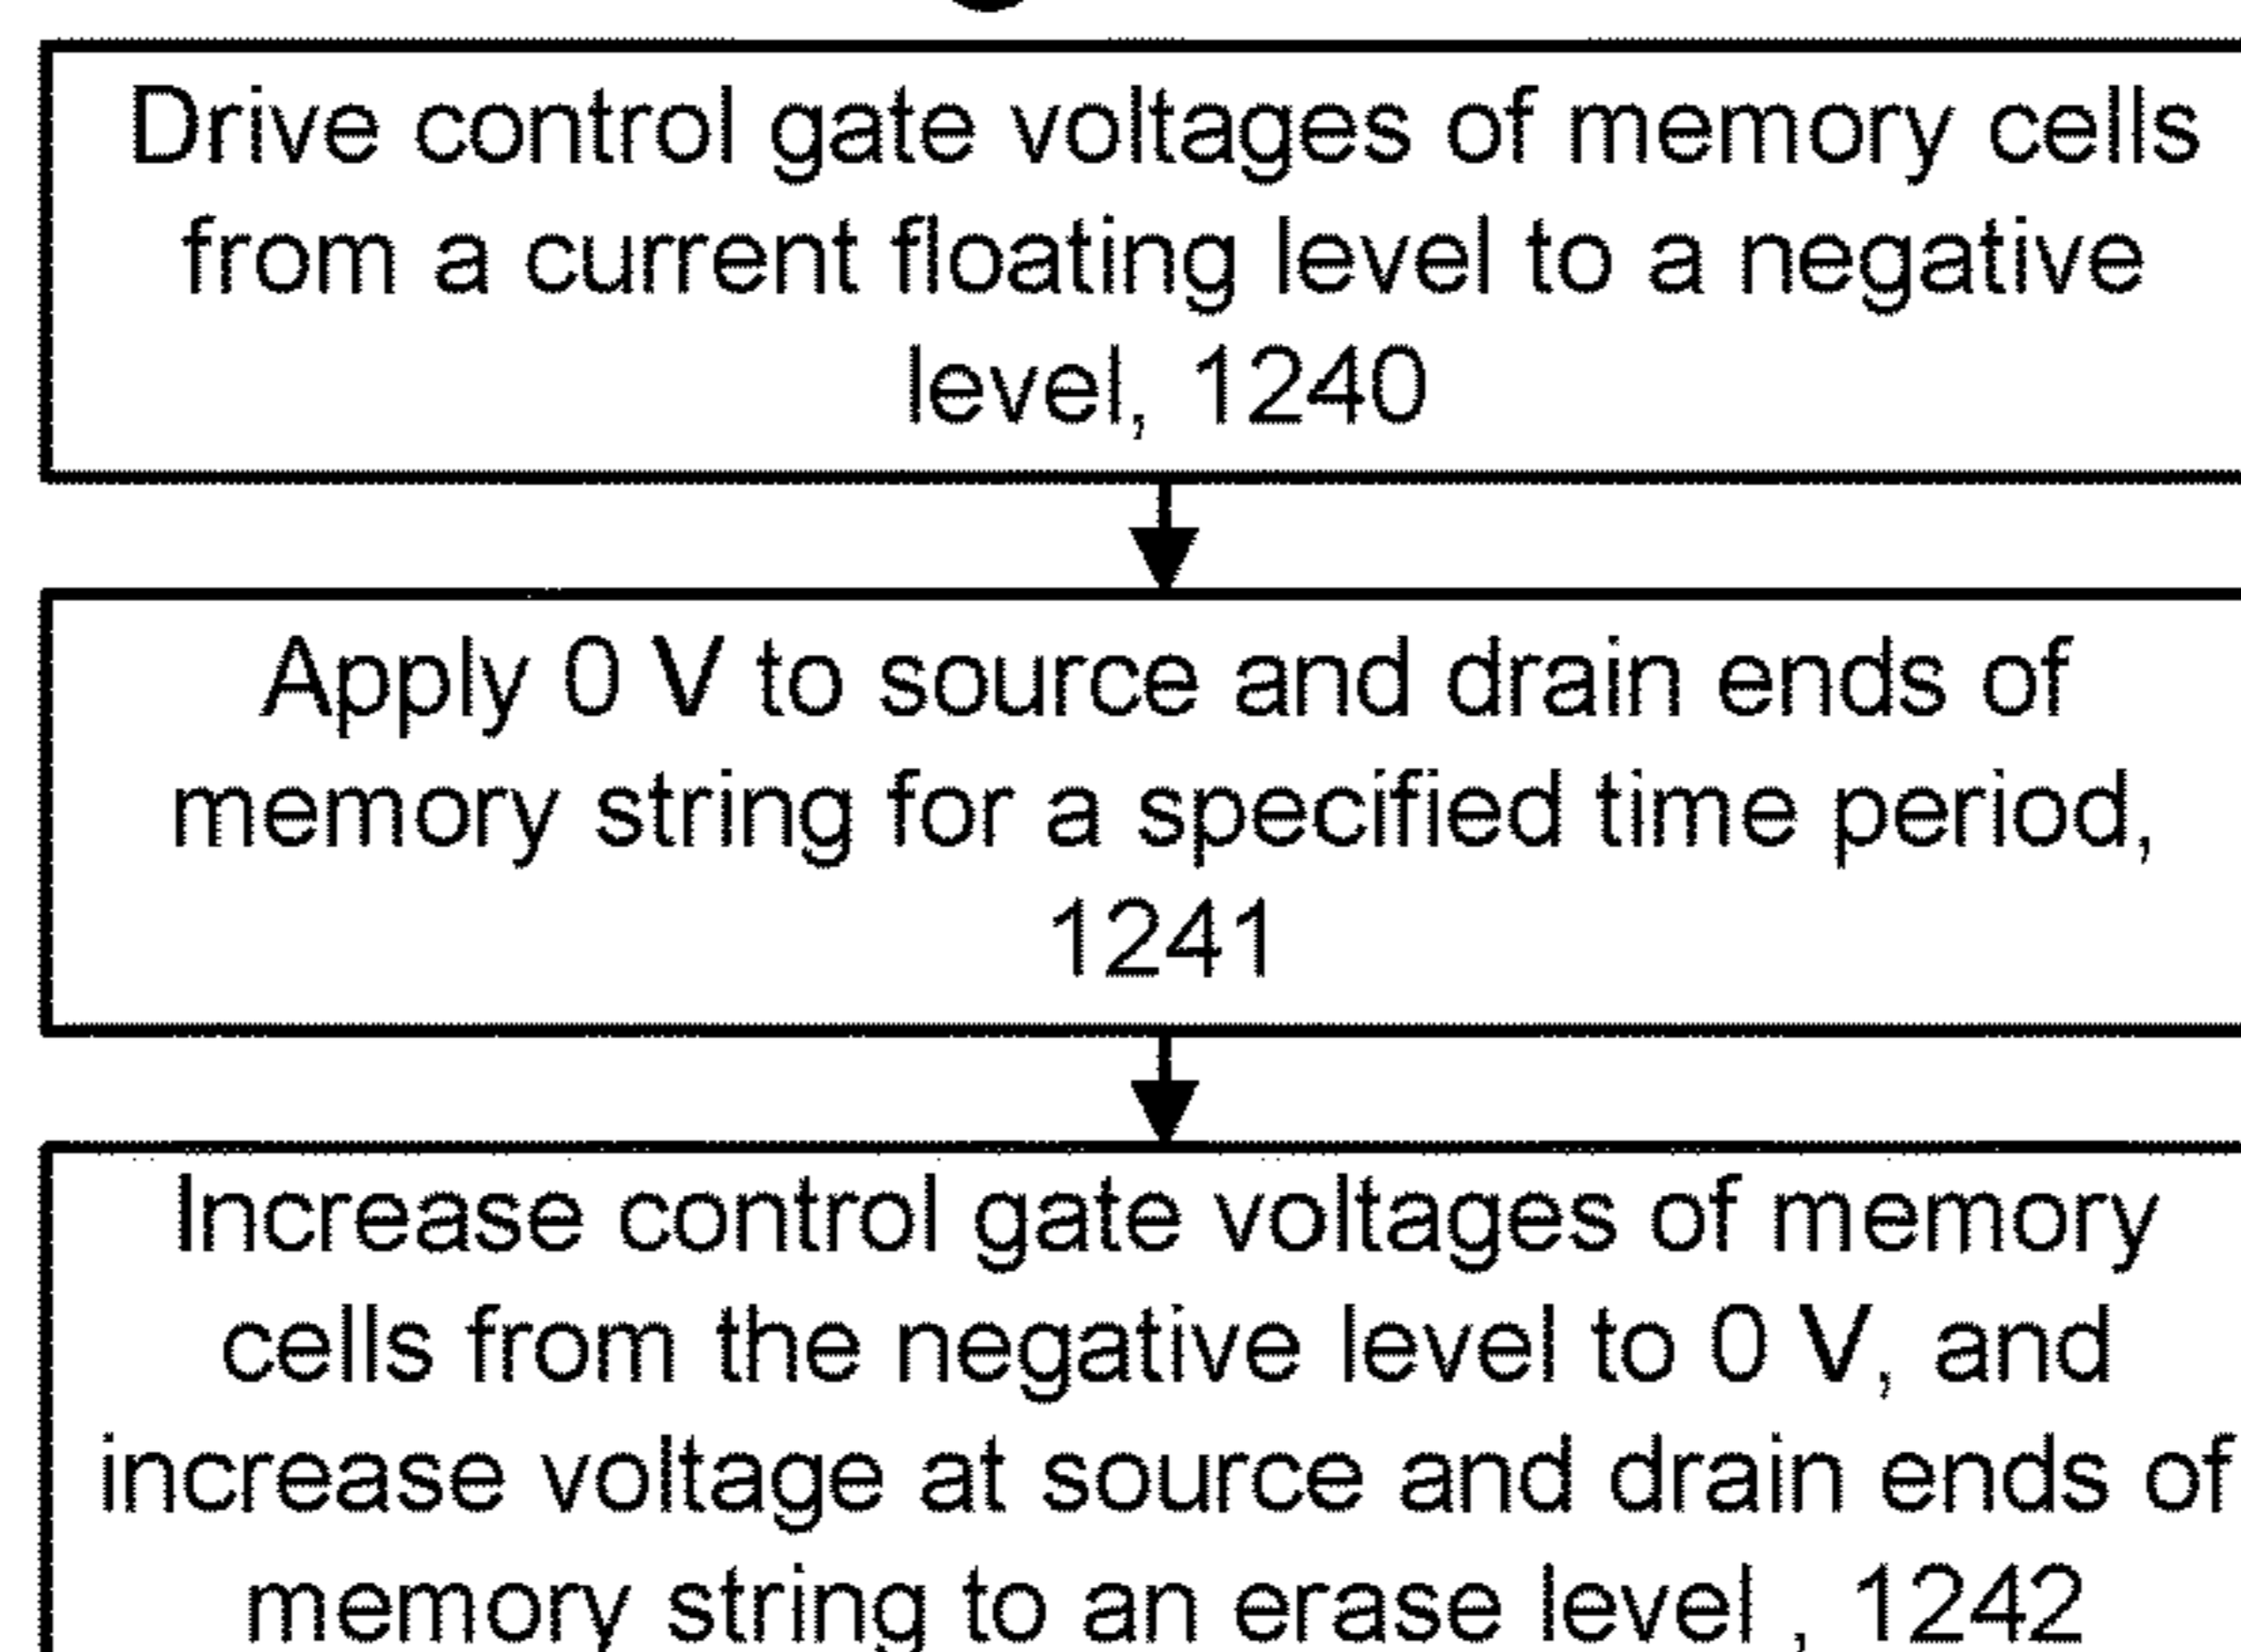 Drive control gate voltages of memory cells
from a current floating level to a negative
level, 1240
Apply 0 V to source and drain ends of
memory string for a specified time period,
1241
Increase control gate voltages of memory
cells from the negative level to 0 V, and
increase voltage at source and drain ends of
memory string to an erase level , 1242